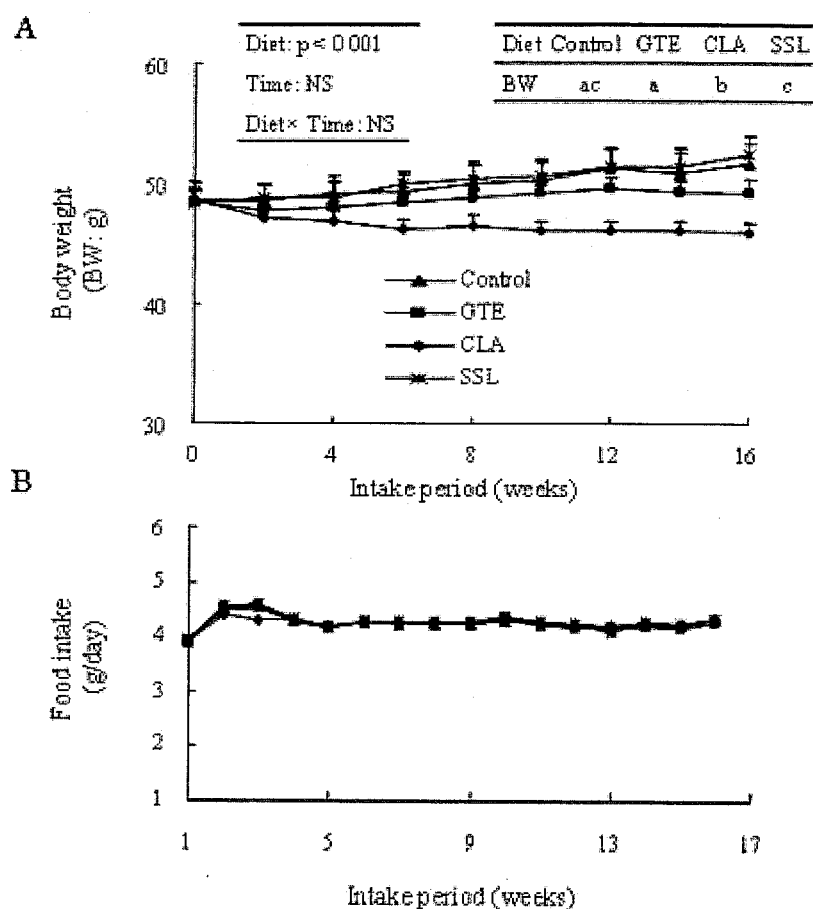 A
Diet: p < 0.001
Time: NS
Diet× Time: NS
Diet Control GTE CLA SSL
BW ac a b c
60
50
40
30
Body weight
(BW: g)
Control
GTE
CLA
SSL
0 4 8 12 16
Intake period (weeks)
B
6
5
4
3
2
1
Food intake
(g/day)
1 5 9 13 17
Intake period (weeks)